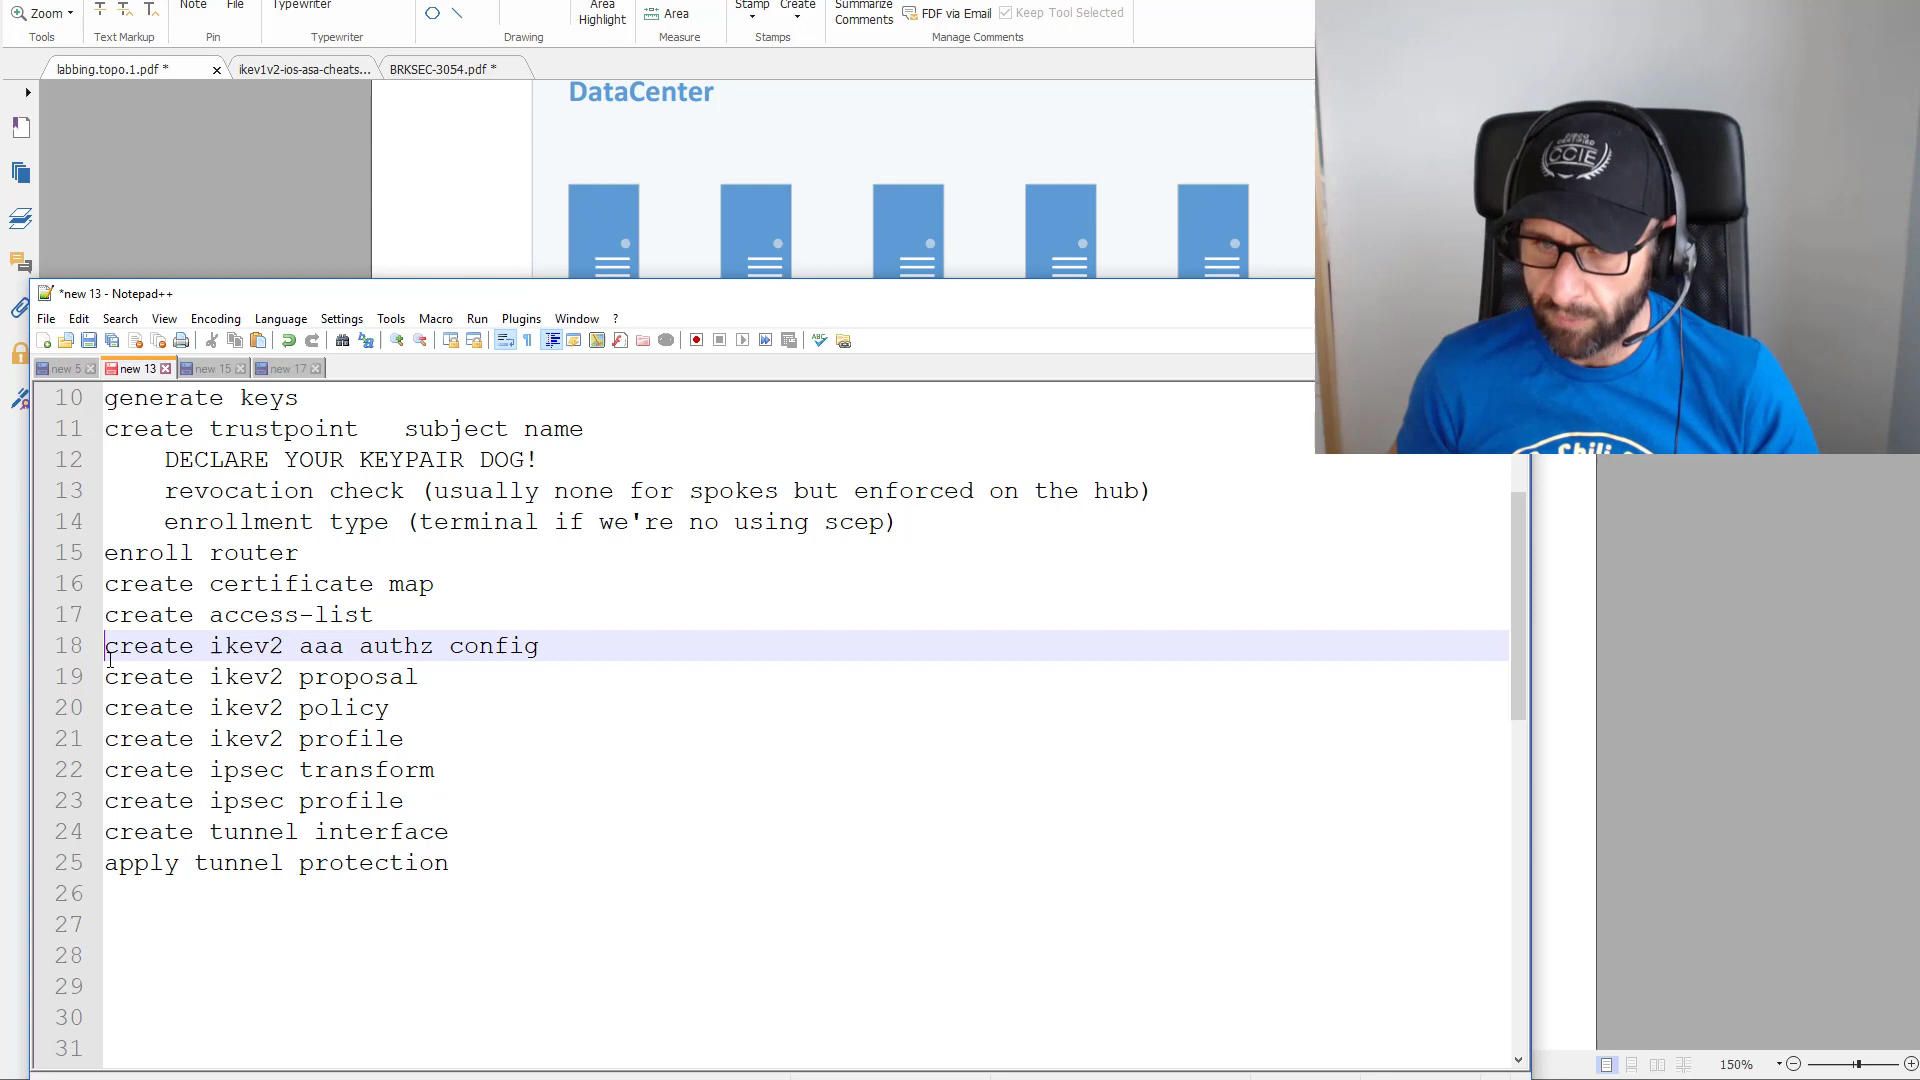 Zoom
Tools
Text Markup
Note
File
Pin
Typewriter
Typewriter
Drawing
Area
Highlight
Area
Measure
Stamp
Create
Stamps
Summarize
Comments
FDF via Email
Keep Tool Selected
Manage Comments
labbing.topo.1.pdf *
ikev1v2-ios-asa-cheats...
BRKSEC-3054.pdf *
DataCenter
CCIE
*new 13 - Notepad++
File Edit Search View Encoding Language Settings Tools Macro Run Plugins Window ?
new 5
new 13
new 15
new 17
10 generate keys
11 create trustpoint   subject name
12     DECLARE YOUR KEYPAIR DOG!
13     revocation check (usually none for spokes but enforced on the hub)
14     enrollment type (terminal if we're no using scep)
15 enroll router
16 create certificate map
17 create access-list
18 create ikev2 aaa authz config
19 create ikev2 proposal
20 create ikev2 policy
21 create ikev2 profile
22 create ipsec transform
23 create ipsec profile
24 create tunnel interface
25 apply tunnel protection
26
27
28
29
30
31
150%